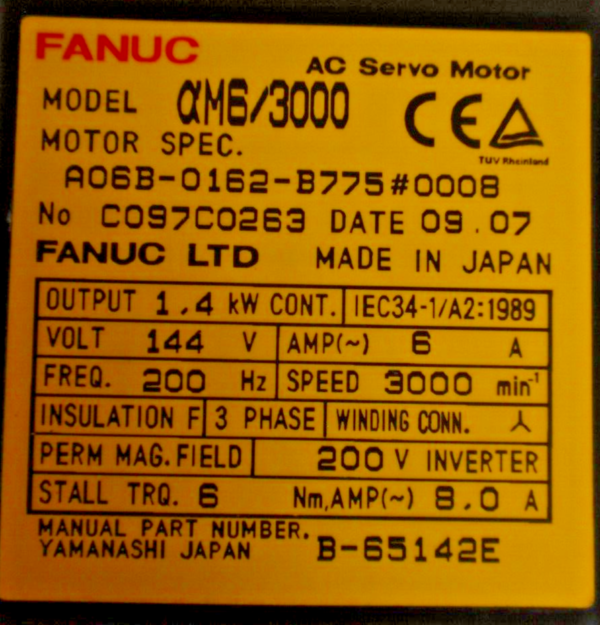 FANUC
AC Servo Motor
MODEL αM6/3000
CE
TUV Rheinland
MOTOR SPEC.
A06B-0162-B775#0008
No C097C0263 DATE 09.07
FANUC LTD MADE IN JAPAN
OUTPUT 1.4 kW CONT. IEC34-1/A2:1989
VOLT 144 V AMP(~) 6 A
FREQ. 200 Hz SPEED 3000 min⁻¹
INSULATION F 3 PHASE WINDING CONN. ⅄
PERM MAG.FIELD 200 V INVERTER
STALL TRQ. 6 Nm,AMP(~) 8.0 A
MANUAL PART NUMBER.
YAMANASHI JAPAN B-65142E